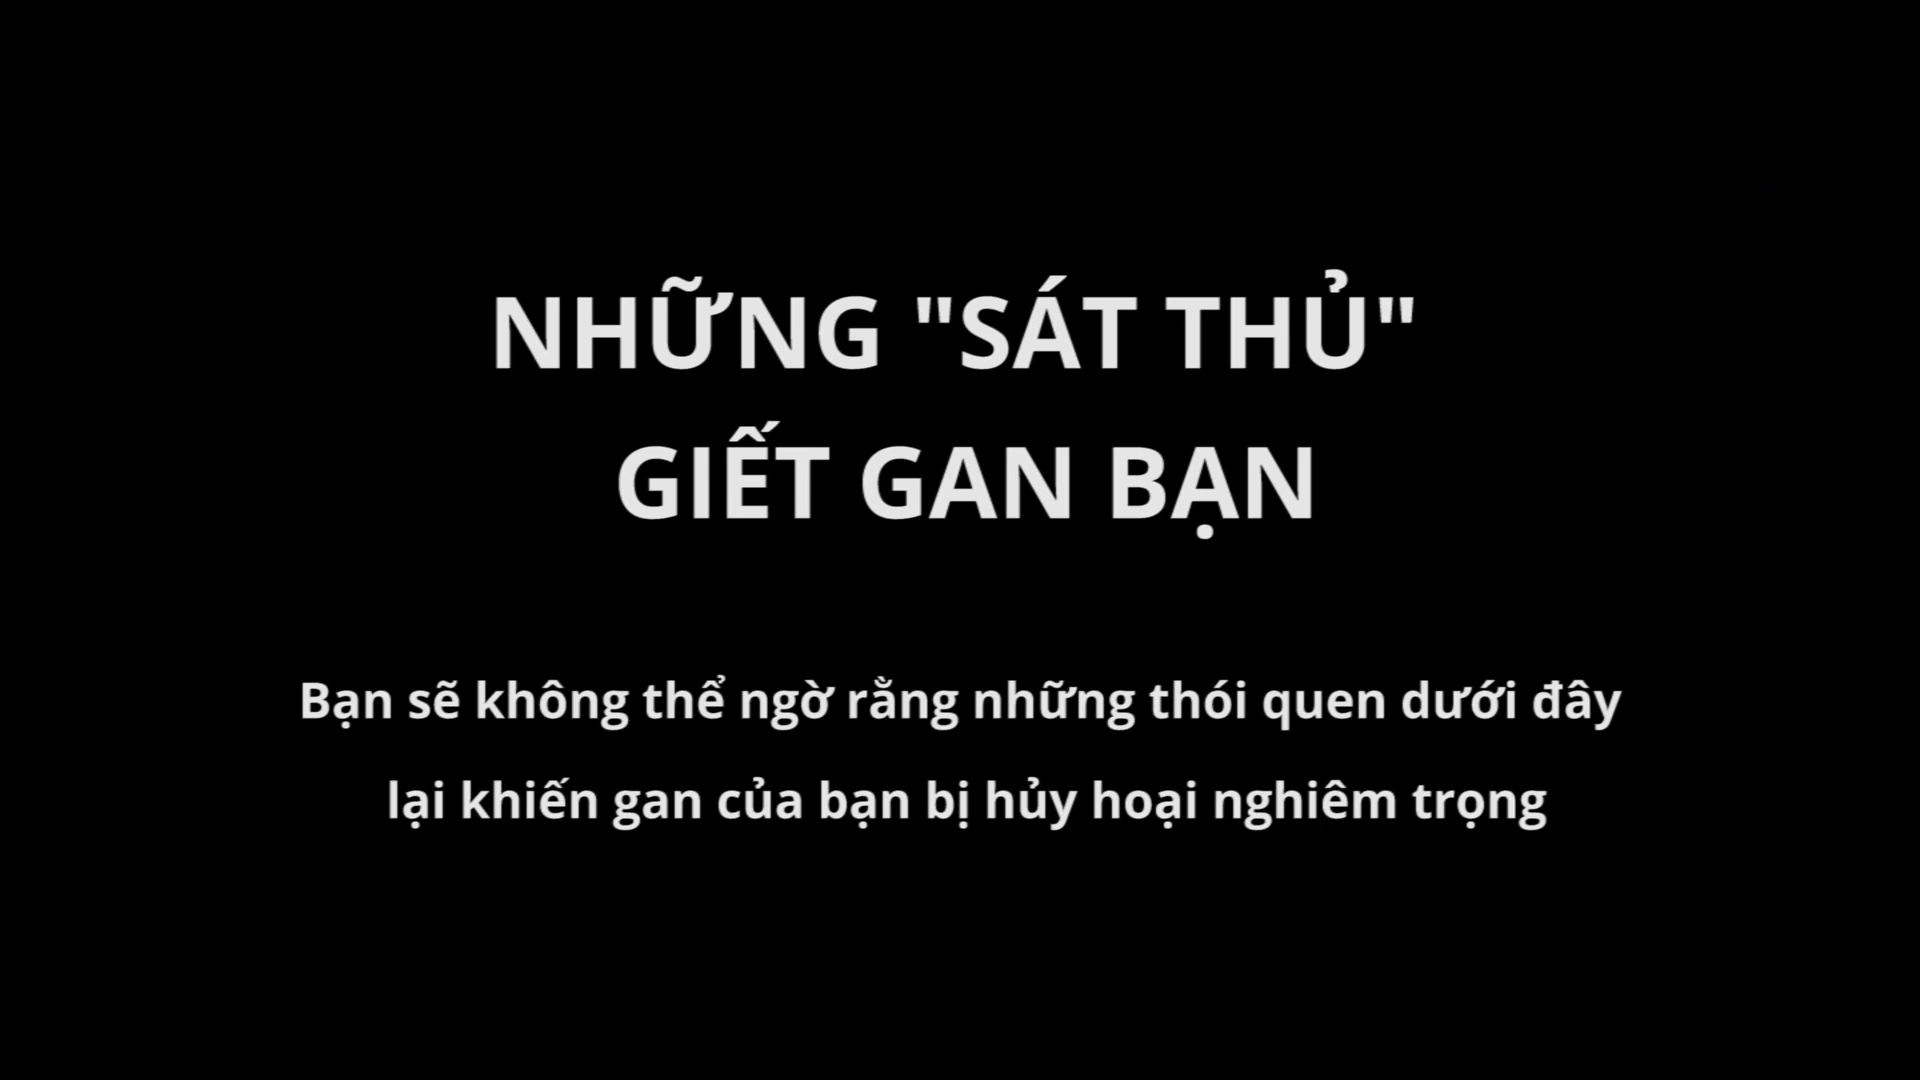 NHỮNG "SÁT THỦ"
GIẾT GAN BẠN
Bạn sẽ không thể ngờ rằng những thói quen dưới đây
lại khiến gan của bạn bị hủy hoại nghiêm trọng